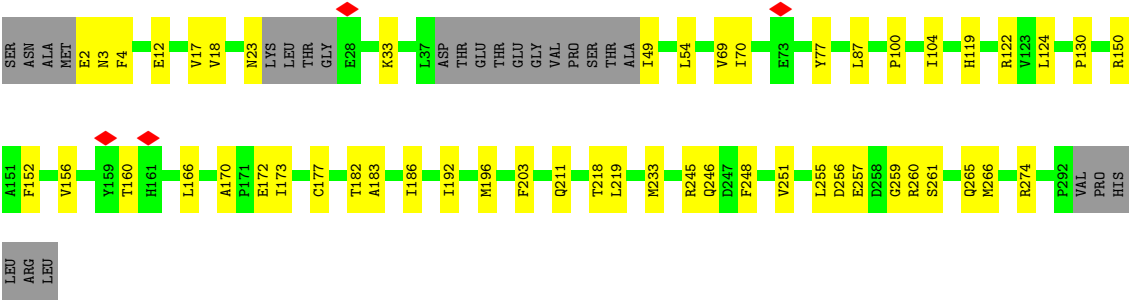 SER ASN ALA MET E2 N3 F4 E12 V17 V18 N23 LYS LEU THR GLY E28 K33 L37 ASP THR GLU THR GLU GLY VAL PRO SER THR ALA I49 L54 V69 I70 E73 Y77 L87 P100 I104 H119 R122 V123 L124 P130 R150
A151 F152 V156 Y159 T160 H161 L166 A170 P171 E172 I173 C177 T182 A183 I186 I192 M196 F203 Q211 T218 L219 M233 R245 Q246 D247 F248 V251 L255 D256 E257 D258 G259 R260 S261 Q265 M266 R274 P292 VAL PRO HIS
LEU ARG LEU